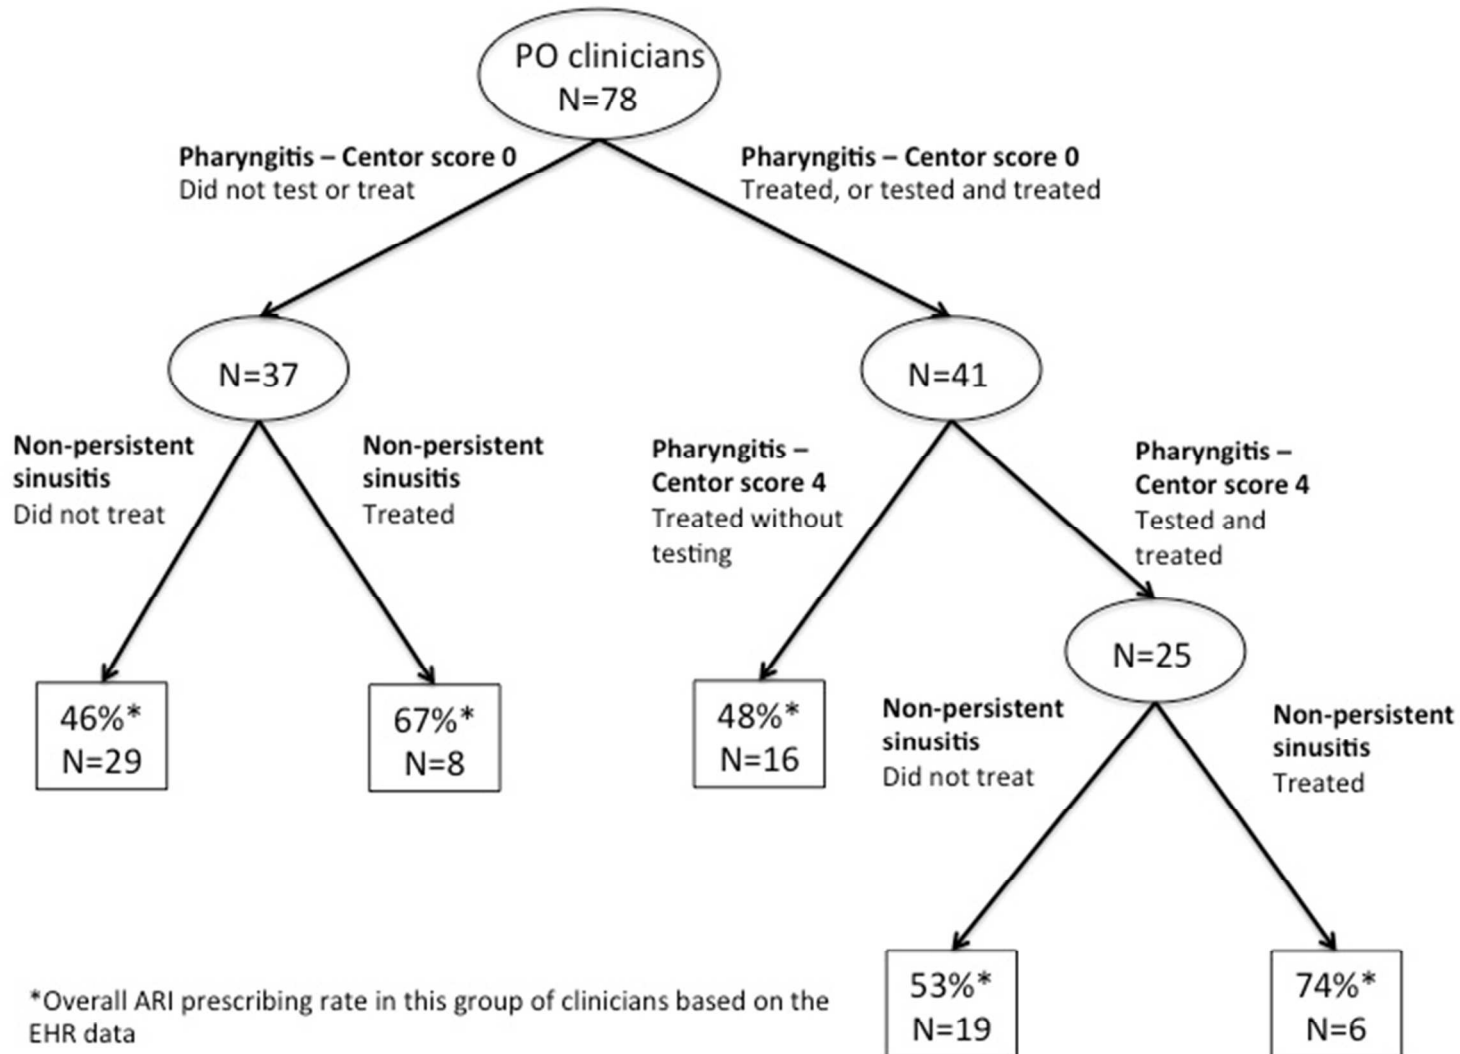 PO clinicians
N=78
Pharyngitis – Centor score 0
Did not test or treat
Pharyngitis – Centor score 0
Treated, or tested and treated
N=37
N=41
Non-persistent
sinusitis
Did not treat
Non-persistent
sinusitis
Treated
Pharyngitis –
Centor score 4
Treated without
testing
Pharyngitis –
Centor score 4
Tested and
treated
46%*
N=29
67%*
N=8
48%*
N=16
N=25
Non-persistent
sinusitis
Did not treat
Non-persistent
sinusitis
Treated
53%*
N=19
74%*
N=6
*Overall ARI prescribing rate in this group of clinicians based on the
EHR data